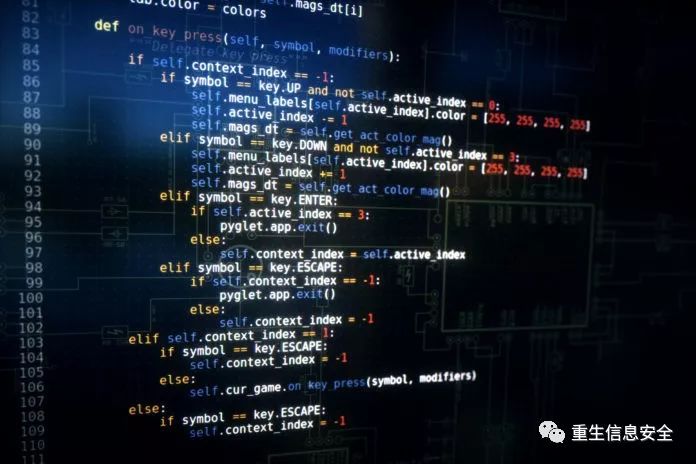 self.mags_dt[i]
81 lab.color = colors
82 def on_key_press(self, symbol, modifiers):
83 """Delegate key press"""
84 if self.context_index == -1:
85 if symbol == key.UP and not self.active_index == 0:
86 self.menu_labels[self.active_index].color = [255, 255, 255, 255]
87 self.active_index -= 1
88 self.mags_dt = self.get_act_color_mag()
89 elif symbol == key.DOWN and not self.active_index == 3:
90 self.menu_labels[self.active_index].color = [255, 255, 255, 255]
91 self.active_index += 1
92 self.mags_dt = self.get_act_color_mag()
93 elif symbol == key.ENTER:
94 if self.active_index == 3:
95 pyglet.app.exit()
96 else:
97 self.context_index = self.active_index
98 elif symbol == key.ESCAPE:
99 if self.context_index == -1:
100 pyglet.app.exit()
101 else:
102 self.context_index = -1
103 elif self.context_index == 1:
104 if symbol == key.ESCAPE:
105 self.context_index = -1
106 else:
107 self.cur_game.on_key_press(symbol, modifiers)
108 else:
109 if symbol == key.ESCAPE:
110 self.context_index = -1
111
重生信息安全